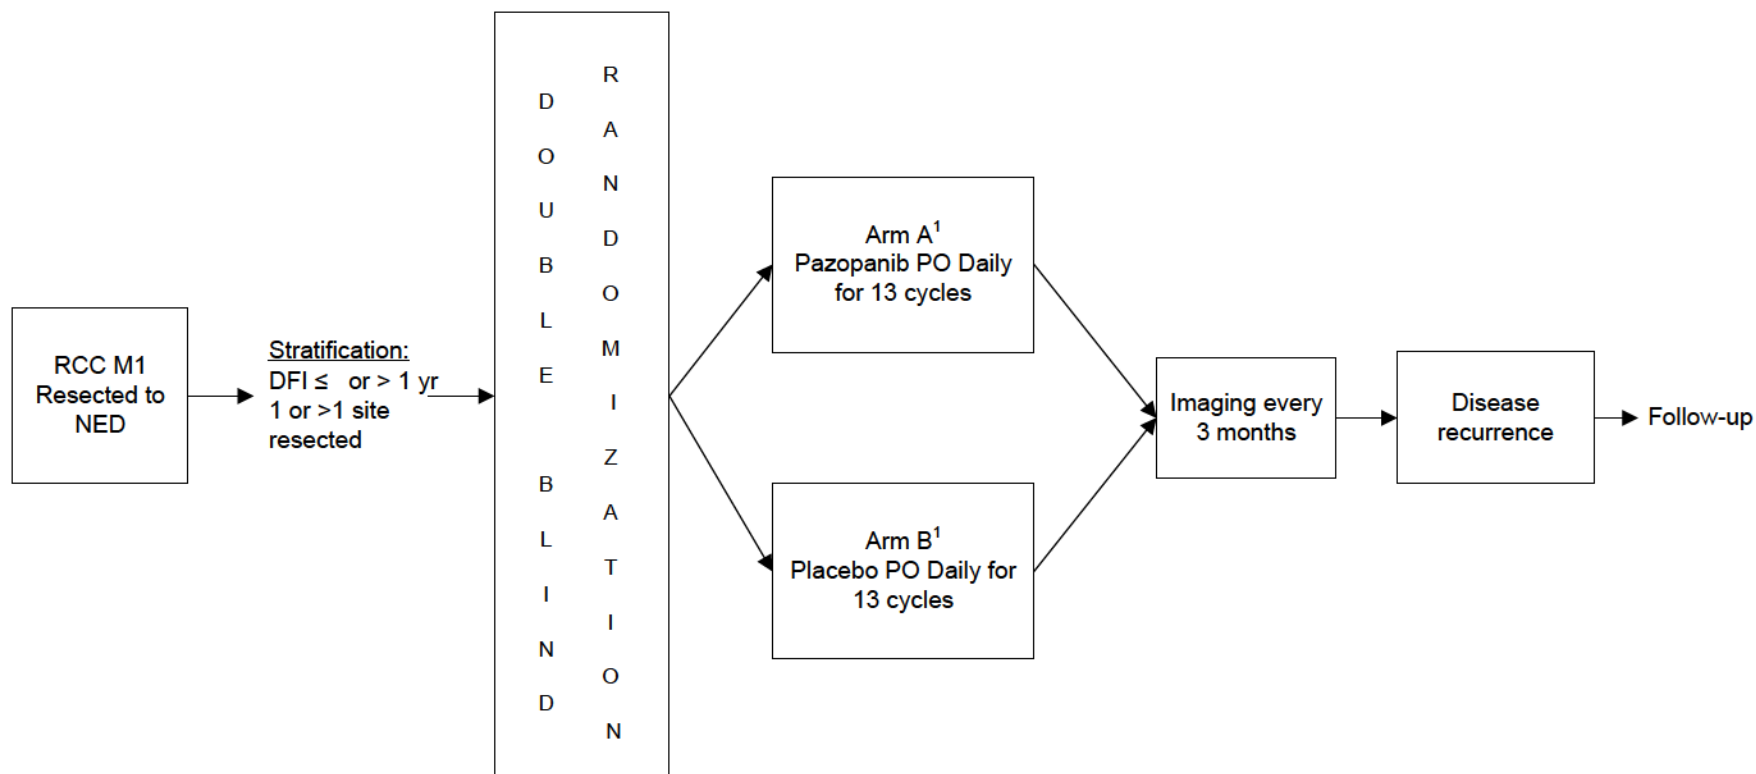 RCC M1
Resected to
NED
Stratification:
DFI ≤   or > 1 yr
1 or >1 site
resected
DOUBLE BLIND
RANDOMIZATION
Arm A¹
Pazopanib PO Daily
for 13 cycles
Arm B¹
Placebo PO Daily for
13 cycles
Imaging every
3 months
Disease
recurrence
Follow-up